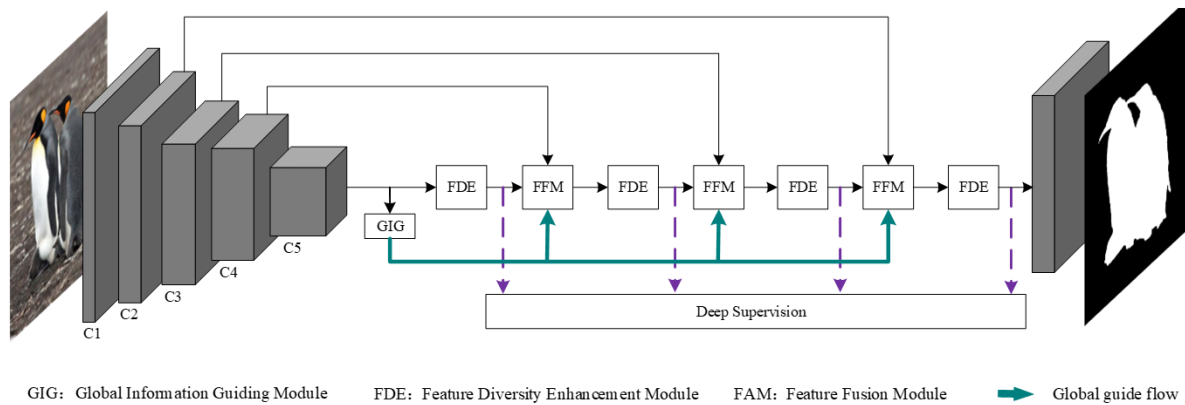 FDE
FFM
FDE
FFM
FDE
FFM
FDE
GIG
C5
C4
C3
C2
C1
Deep Supervision
GIG: Global Information Guiding Module
FDE: Feature Diversity Enhancement Module
FAM: Feature Fusion Module
Global guide flow